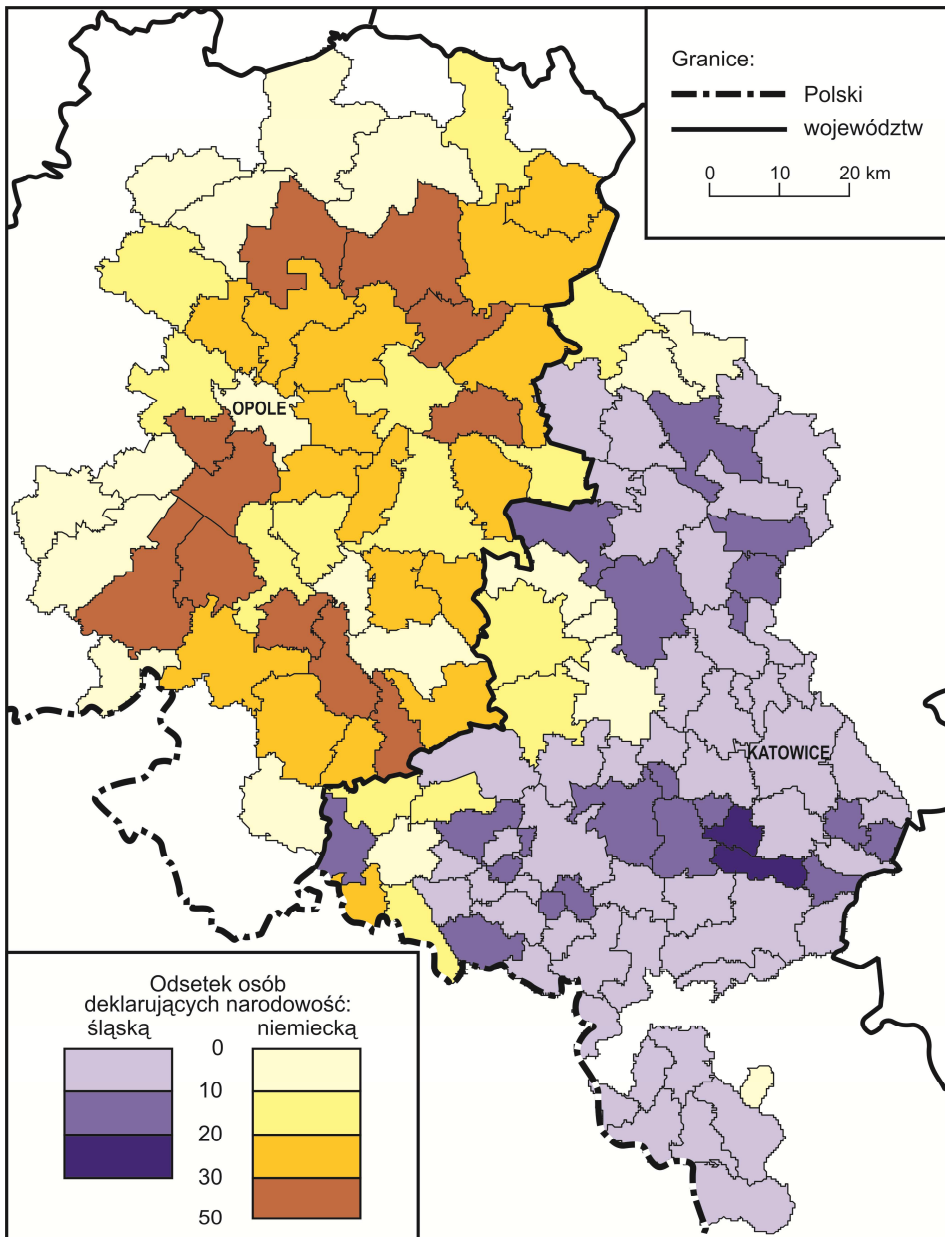 Granice:
Polski
województw
0 10 20 km
OPOLE
KATOWICE
Odsetek osób
deklarujących narodowość:
śląską niemiecką
0
10
20
30
50